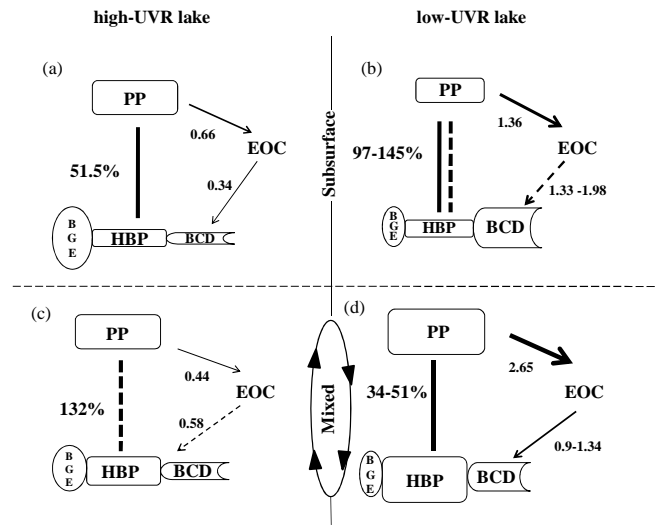 high-UVR lake
low-UVR lake
(a)
PP
0.66
EOC
51.5%
0.34
BGE
HBP
BCD
Subsurface
(b)
PP
1.36
EOC
97-145%
1.33 -1.98
BGE
HBP
BCD
(c)
PP
0.44
EOC
132%
0.58
BGE
HBP
BCD
Mixed
(d)
PP
2.65
EOC
34-51%
0.9-1.34
BGE
HBP
BCD